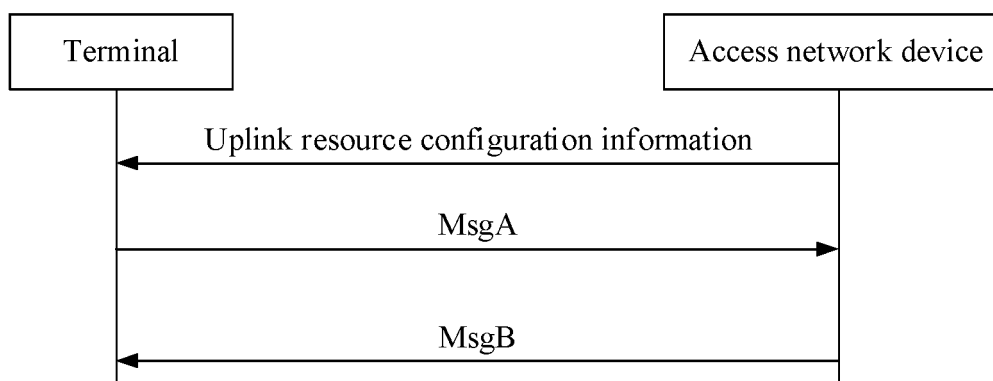 Terminal
Access network device
Uplink resource configuration information
MsgA
MsgB